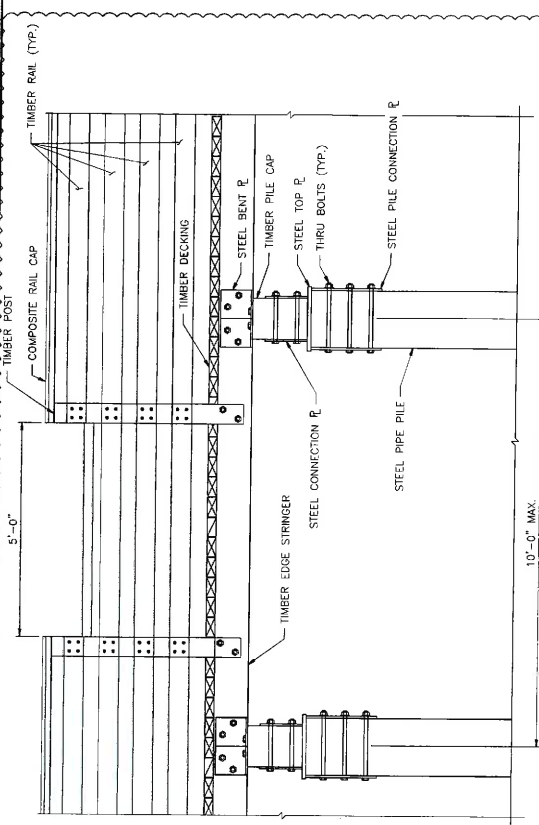 TIMBER RAIL (TYP.)
TIMBER POST
COMPOSITE RAIL CAP
5'-0"
TIMBER DECKING
STEEL BENT ℙL
TIMBER PILE CAP
STEEL TOP ℙL
THRU BOLTS (TYP.)
STEEL PILE CONNECTION ℙL
TIMBER EDGE STRINGER
STEEL CONNECTION ℙL
STEEL PIPE PILE
10'-0" MAX.